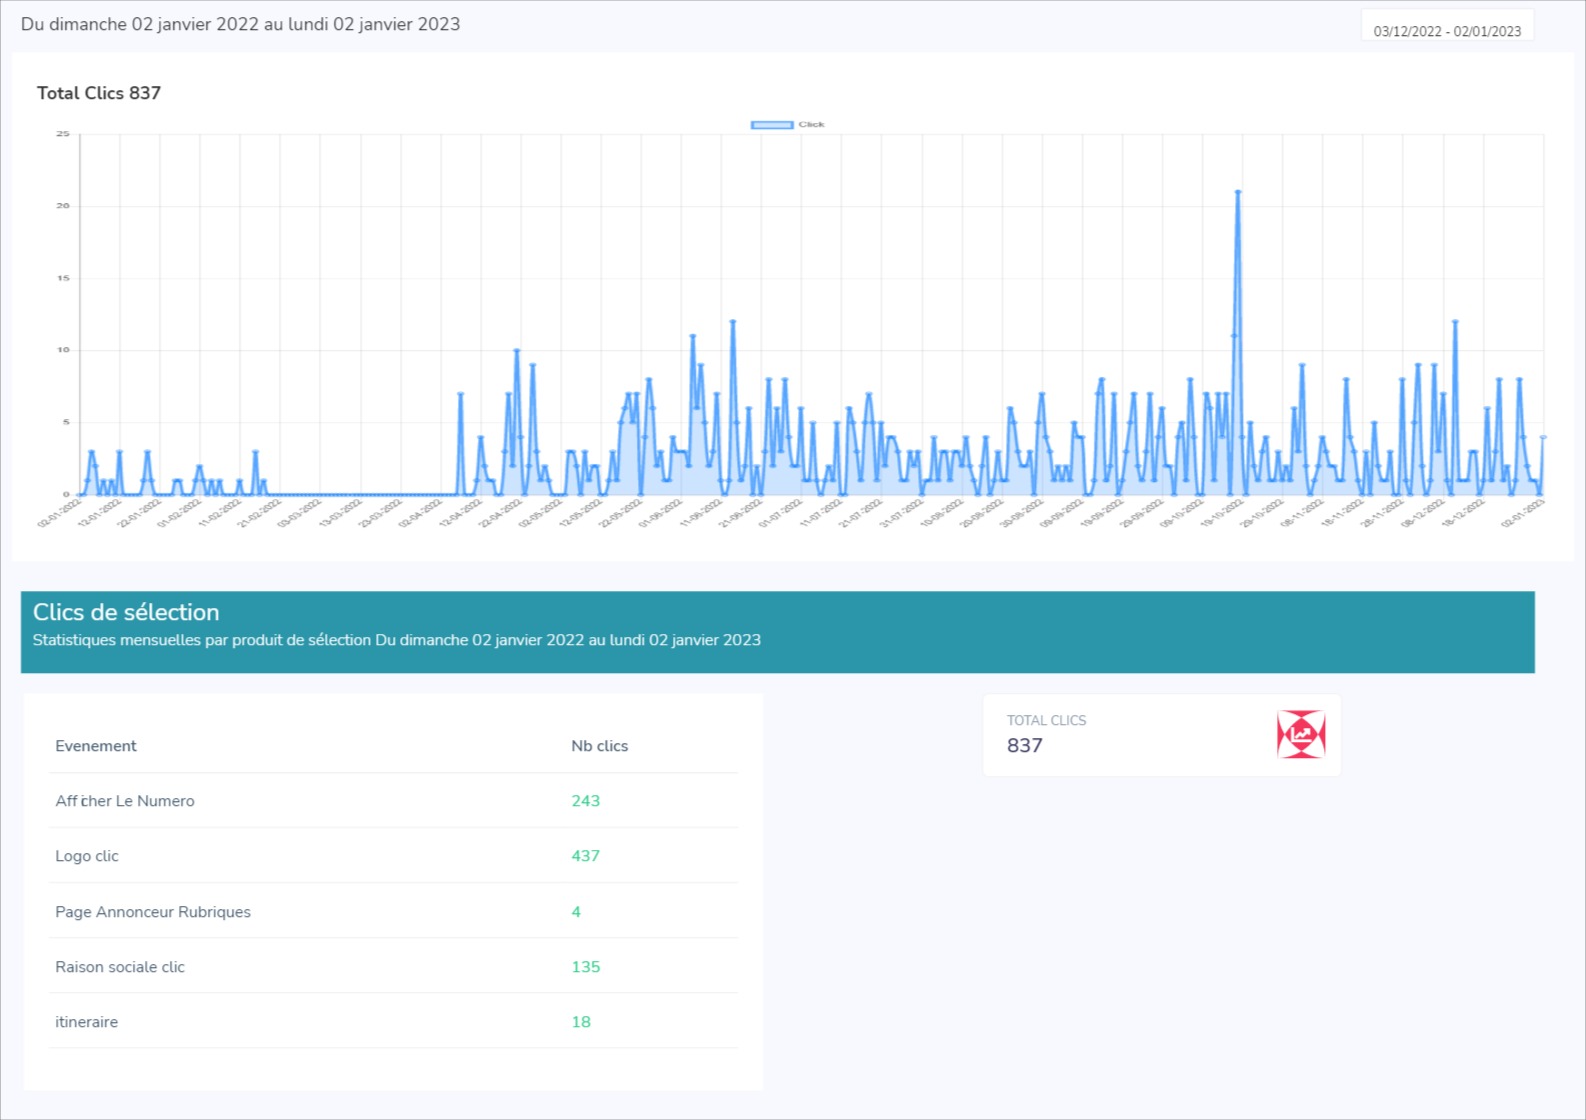 Du dimanche 02 janvier 2022 au lundi 02 janvier 2023
03/12/2022 - 02/01/2023
Total Clics 837
Click
25
20
15
10
5
0
02-01-2022 12-01-2022 22-01-2022 01-02-2022 11-02-2022 21-02-2022 03-03-2022 13-03-2022 23-03-2022 02-04-2022 12-04-2022 22-04-2022 02-05-2022 12-05-2022 22-05-2022 01-06-2022 11-06-2022 21-06-2022 01-07-2022 11-07-2022 21-07-2022 31-07-2022 10-08-2022 20-08-2022 30-08-2022 09-09-2022 19-09-2022 29-09-2022 09-10-2022 19-10-2022 29-10-2022 08-11-2022 18-11-2022 28-11-2022 08-12-2022 18-12-2022 02-01-2023
Clics de sélection
Statistiques mensuelles par produit de sélection Du dimanche 02 janvier 2022 au lundi 02 janvier 2023
Evenement Nb clics
Afficher Le Numero 243
Logo clic 437
Page Annonceur Rubriques 4
Raison sociale clic 135
itineraire 18
TOTAL CLICS
837